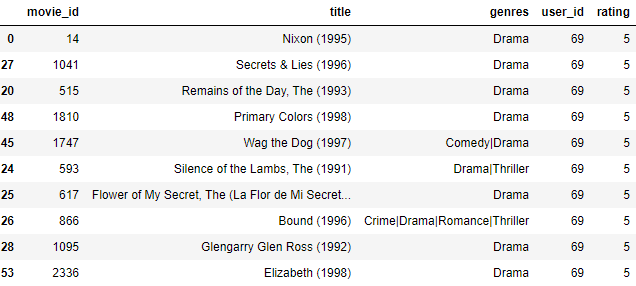 movie_id title genres user_id rating
0 14 Nixon (1995) Drama 69 5
27 1041 Secrets & Lies (1996) Drama 69 5
20 515 Remains of the Day, The (1993) Drama 69 5
48 1810 Primary Colors (1998) Drama 69 5
45 1747 Wag the Dog (1997) Comedy|Drama 69 5
24 593 Silence of the Lambs, The (1991) Drama|Thriller 69 5
25 617 Flower of My Secret, The (La Flor de Mi Secret... Drama 69 5
26 866 Bound (1996) Crime|Drama|Romance|Thriller 69 5
28 1095 Glengarry Glen Ross (1992) Drama 69 5
53 2336 Elizabeth (1998) Drama 69 5